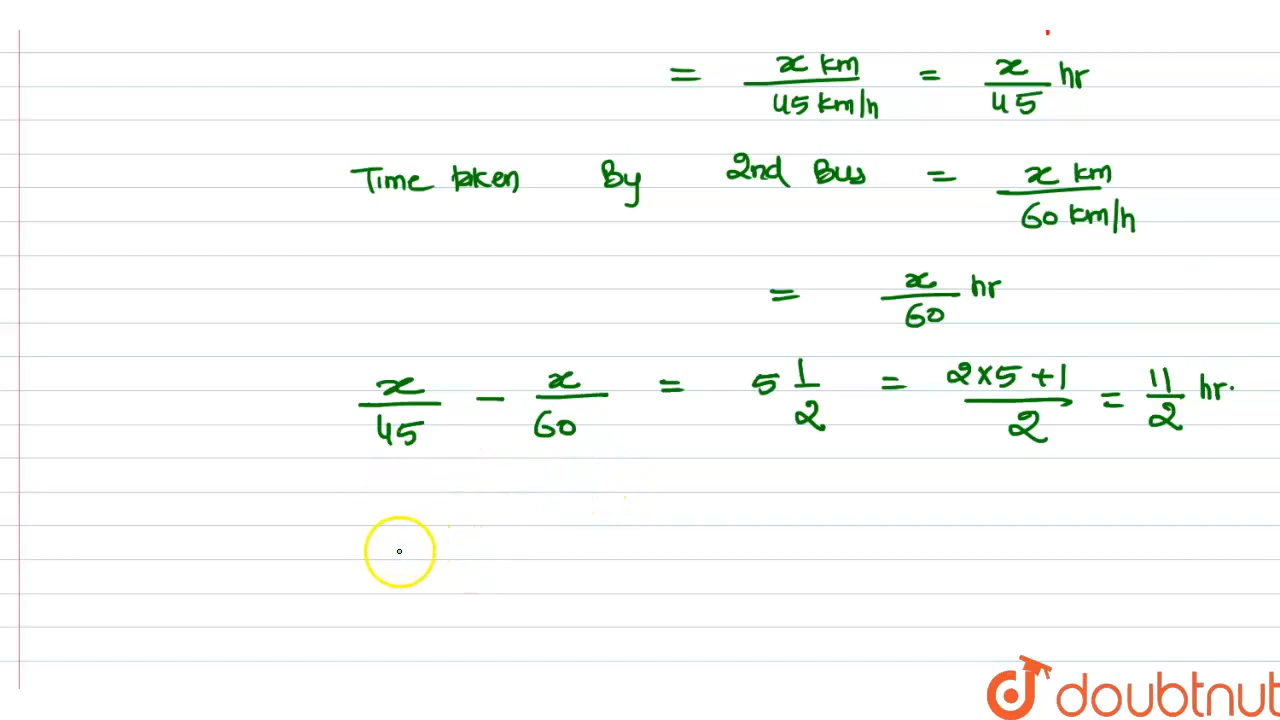 = x km / 45 km/h = x/45 hr
Time taken By 2nd Bus = x km / 60 km/h
= x/60 hr
x/45 - x/60 = 5 1/2 = 2×5+1 / 2 = 11/2 hr.
doubtnut